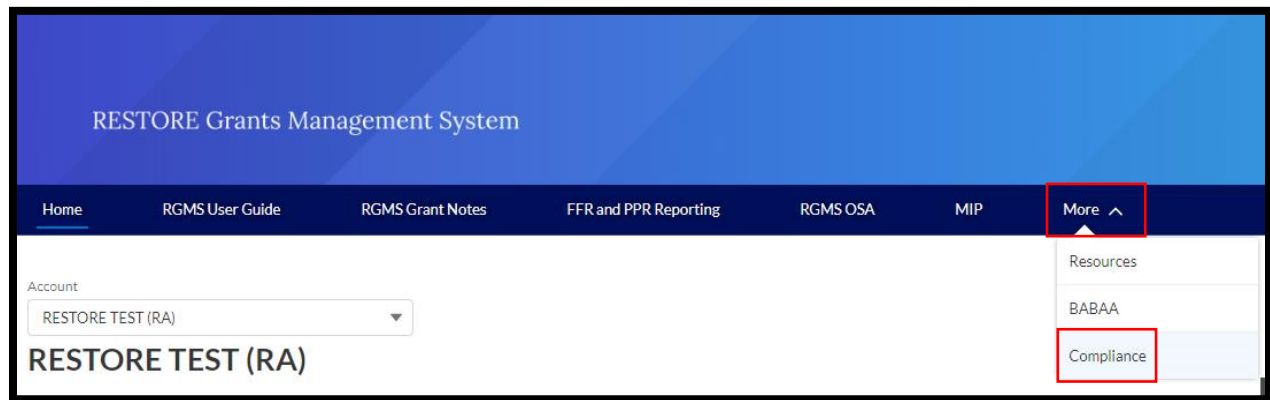 RESTORE Grants Management System
Home RGMS User Guide RGMS Grant Notes FFR and PPR Reporting RGMS OSA MIP More
Resources
Account
RESTORE TEST (RA)
BABAA
RESTORE TEST (RA)
Compliance